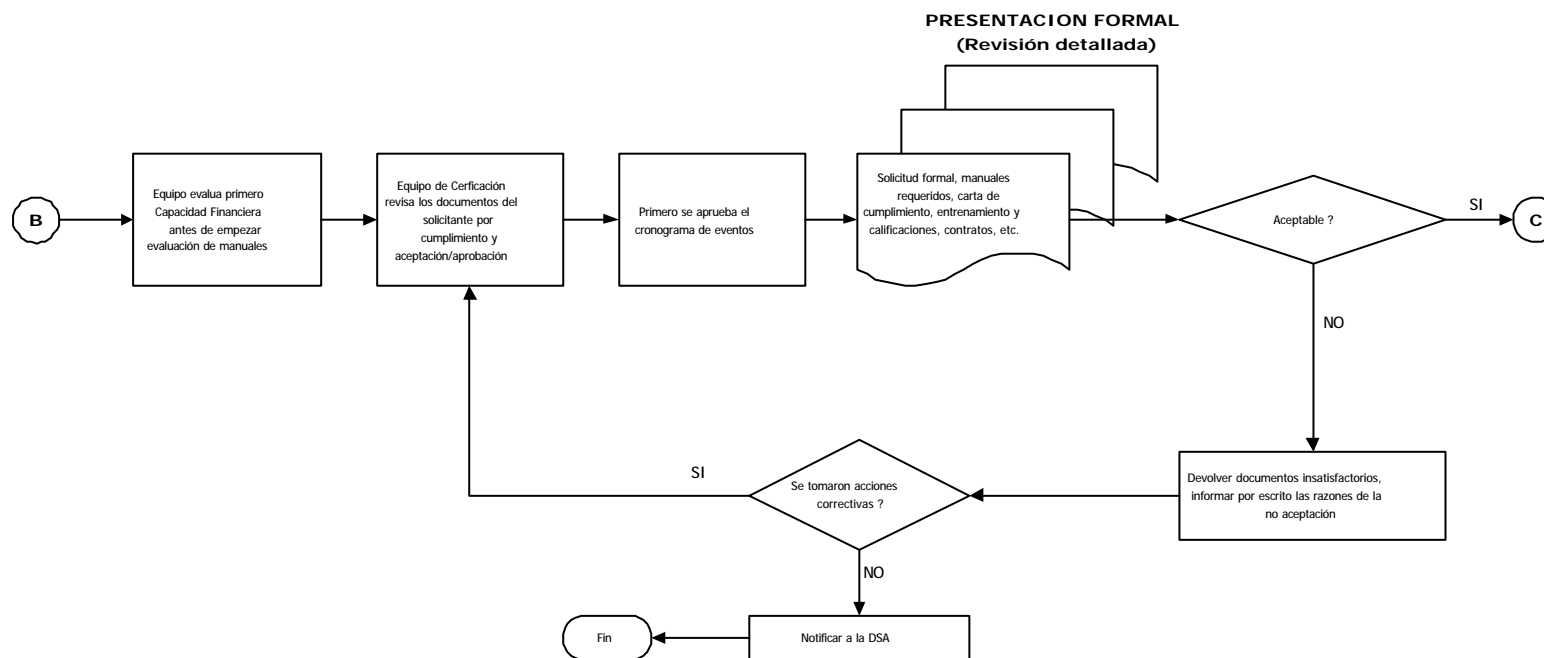 PRESENTACION FORMAL
(Revisión detallada)
B
Equipo evalua primero
Capacidad Financiera
antes de empezar
evaluación de manuales
Equipo de Cerficación
revisa los documentos del
solicitante por
cumplimiento y
aceptación/aprobación
Primero se aprueba el
cronograma de eventos
Solicitud formal, manuales
requeridos, carta de
cumplimiento, entrenamiento y
calificaciones, contratos, etc.
Aceptable ?
SI
C
NO
Devolver documentos insatisfactorios,
informar por escrito las razones de la
no aceptación
Se tomaron acciones
correctivas ?
SI
NO
Notificar a la DSA
Fin